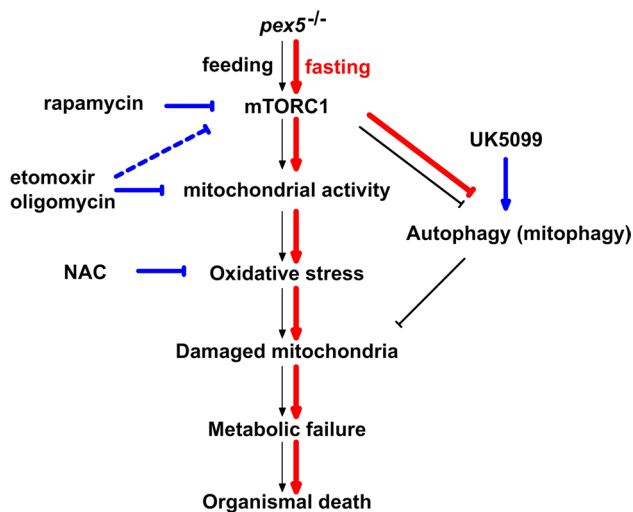 pex5-/-
feeding fasting
rapamycin mTORC1
UK5099
etomoxir
oligomycin mitochondrial activity
Autophagy (mitophagy)
NAC Oxidative stress
Damaged mitochondria
Metabolic failure
Organismal death